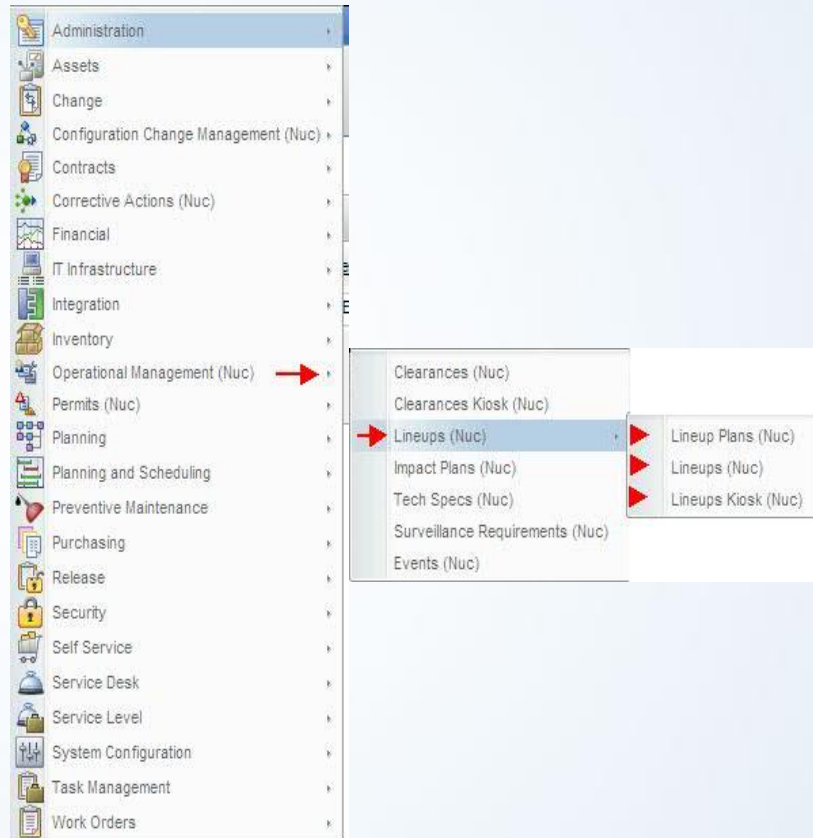 Administration
Assets
Change
Configuration Change Management (Nuc)
Contracts
Corrective Actions (Nuc)
Financial
IT Infrastructure
Integration
Inventory
Operational Management (Nuc)
Permits (Nuc)
Planning
Planning and Scheduling
Preventive Maintenance
Purchasing
Release
Security
Self Service
Service Desk
Service Level
System Configuration
Task Management
Work Orders
Clearances (Nuc)
Clearances Kiosk (Nuc)
Lineups (Nuc)
Impact Plans (Nuc)
Tech Specs (Nuc)
Surveillance Requirements (Nuc)
Events (Nuc)
Lineup Plans (Nuc)
Lineups (Nuc)
Lineups Kiosk (Nuc)